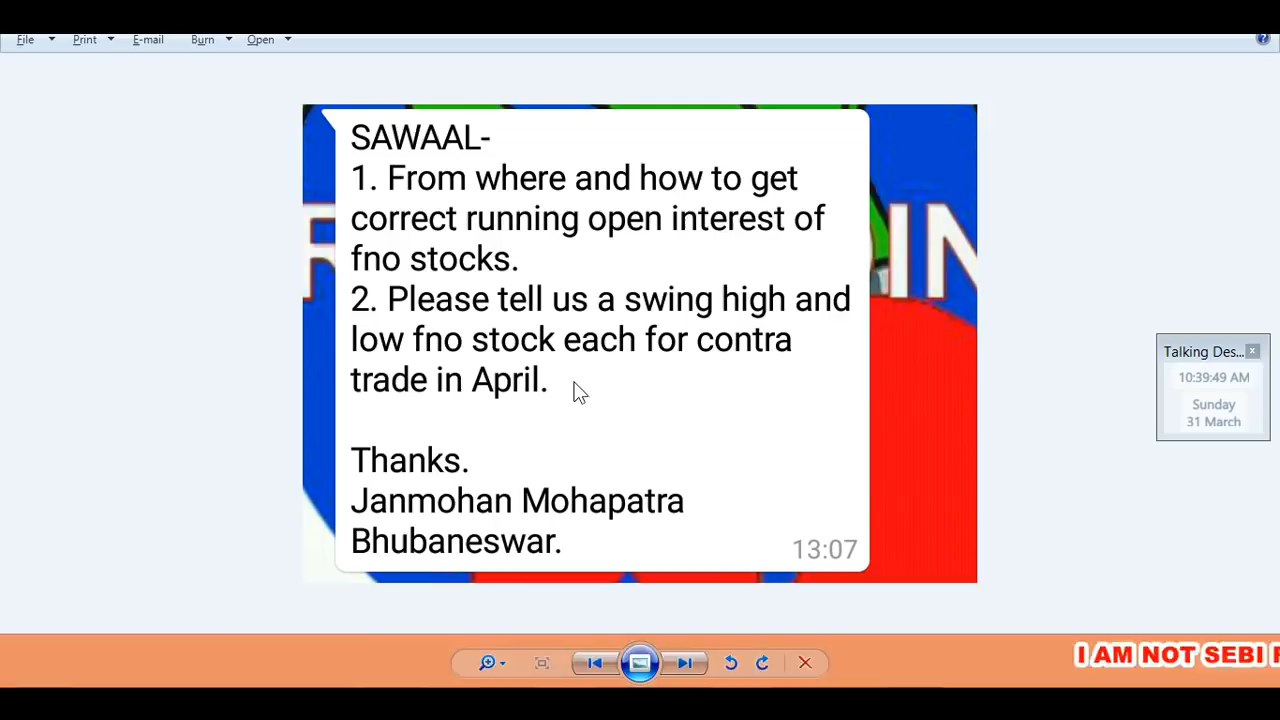 File Print E-mail Burn Open
SAWAAL-
1. From where and how to get
correct running open interest of
fno stocks.
2. Please tell us a swing high and
low fno stock each for contra
trade in April.
Thanks.
Janmohan Mohapatra
Bhubaneswar.
13:07
IN
Talking Des...
10:39:49 AM
Sunday
31 March
I AM NOT SEBI